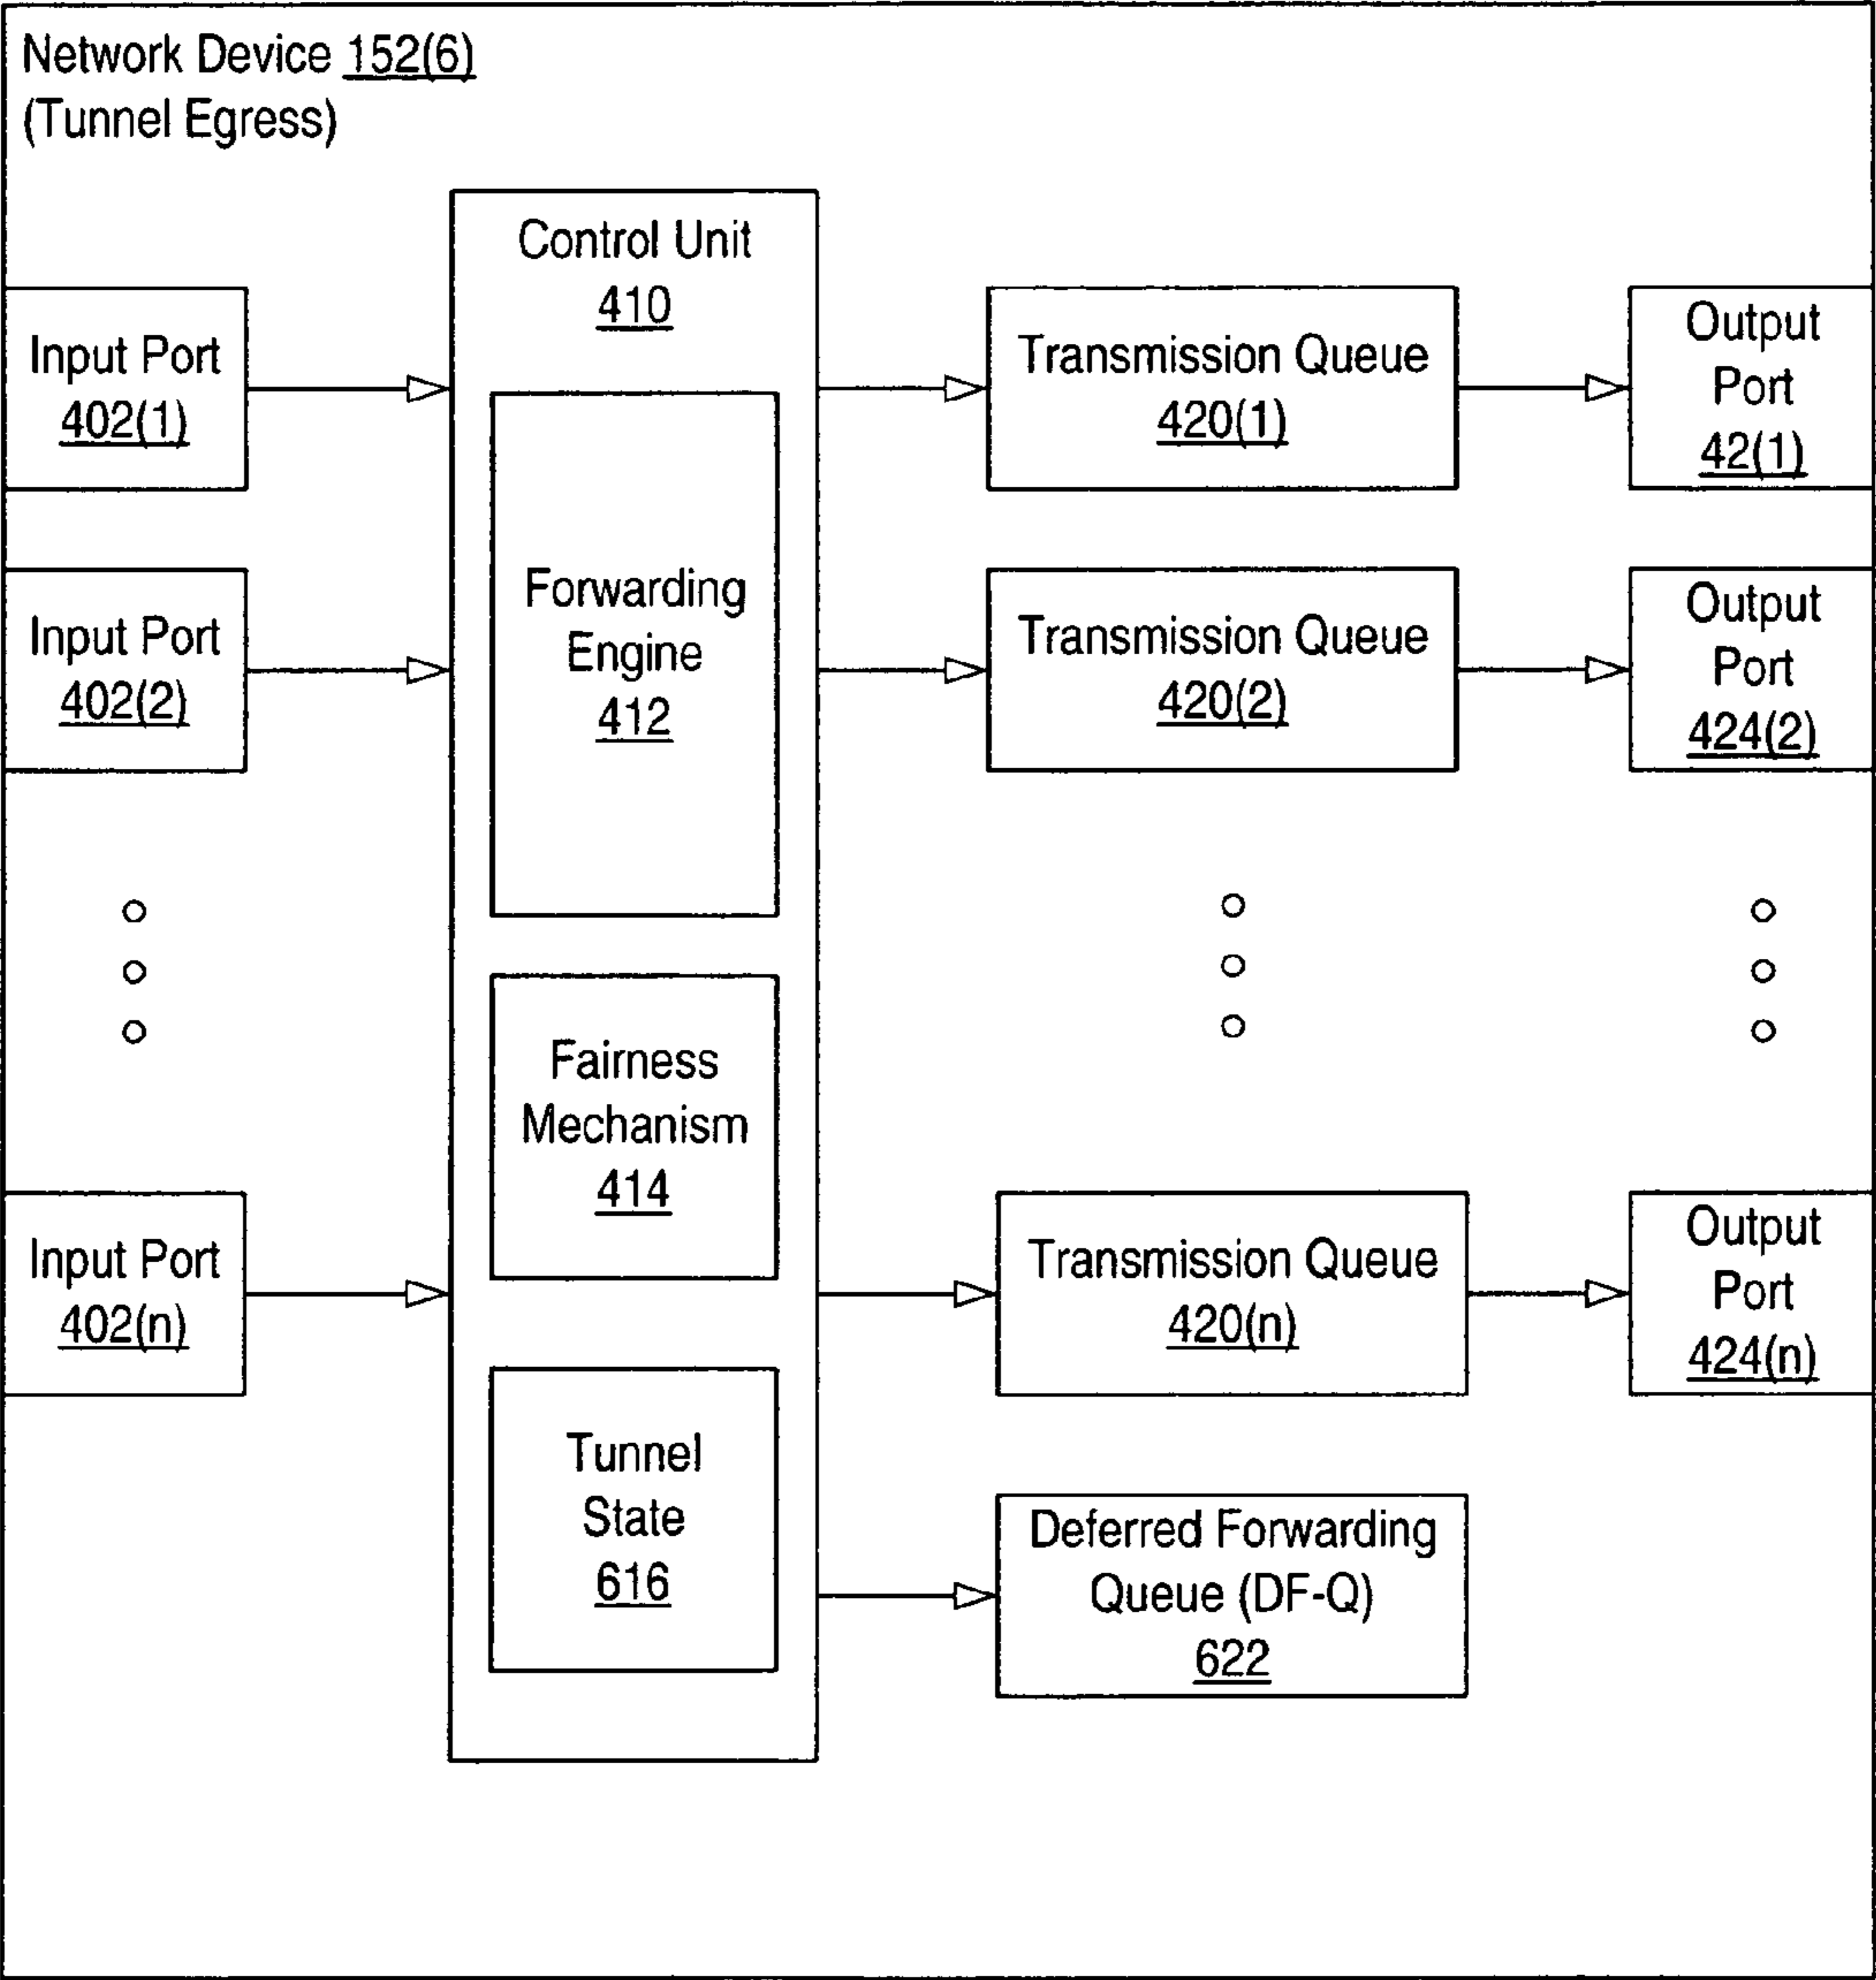 Network Device 152(6)
(Tunnel Egress)
Control Unit
410
Input Port
402(1)
Transmission Queue
420(1)
Output
Port
42(1)
Forwarding
Engine
412
Input Port
402(2)
Transmission Queue
420(2)
Output
Port
424(2)
Fairness
Mechanism
414
Input Port
402(n)
Transmission Queue
420(n)
Output
Port
424(n)
Tunnel
State
616
Deferred Forwarding
Queue (DF-Q)
622